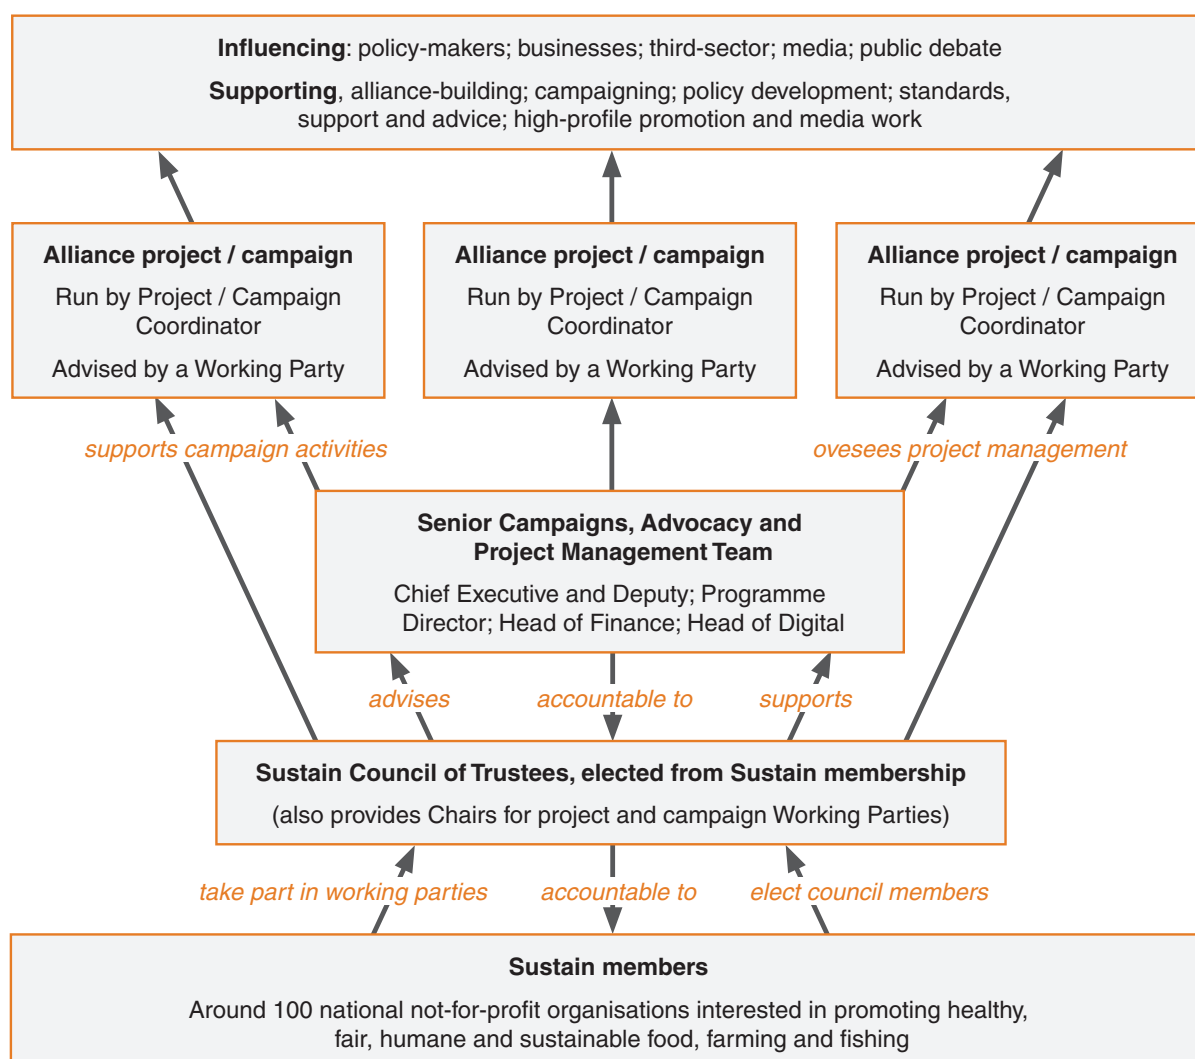 Influencing: policy-makers; businesses; third-sector; media; public debate
Supporting, alliance-building; campaigning; policy development; standards,
support and advice; high-profile promotion and media work
Alliance project / campaign
Run by Project / Campaign
Coordinator
Advised by a Working Party
Alliance project / campaign
Run by Project / Campaign
Coordinator
Advised by a Working Party
Alliance project / campaign
Run by Project / Campaign
Coordinator
Advised by a Working Party
supports campaign activities
ovesees project management
Senior Campaigns, Advocacy and
Project Management Team
Chief Executive and Deputy; Programme
Director; Head of Finance; Head of Digital
advises
accountable to
supports
Sustain Council of Trustees, elected from Sustain membership
(also provides Chairs for project and campaign Working Parties)
take part in working parties
accountable to
elect council members
Sustain members
Around 100 national not-for-profit organisations interested in promoting healthy,
fair, humane and sustainable food, farming and fishing